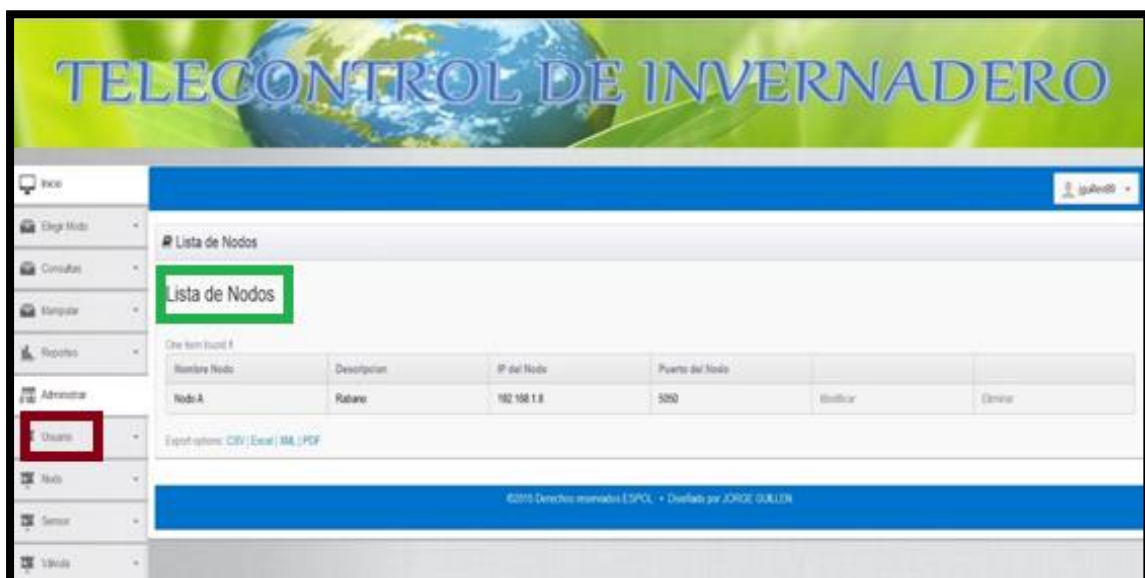 TELECONTROL DE INVERNADERO
Inicio
jguillen89
Elegir Modo
Consultas
Manipular
Reportes
Administrar
Usuario
Nodo
Sensor
Válvula
Lista de Nodos
Lista de Nodos
One item found.1
Nombre Nodo Descripcion IP del Nodo Puerto del Nodo
Nodo A Rabano 192.168.1.8 5050 Modificar Eliminar
Export options: CSV | Excel | XML | PDF
©2015 Derechos reservados ESPOL • Diseñado por JORGE GUILLEN